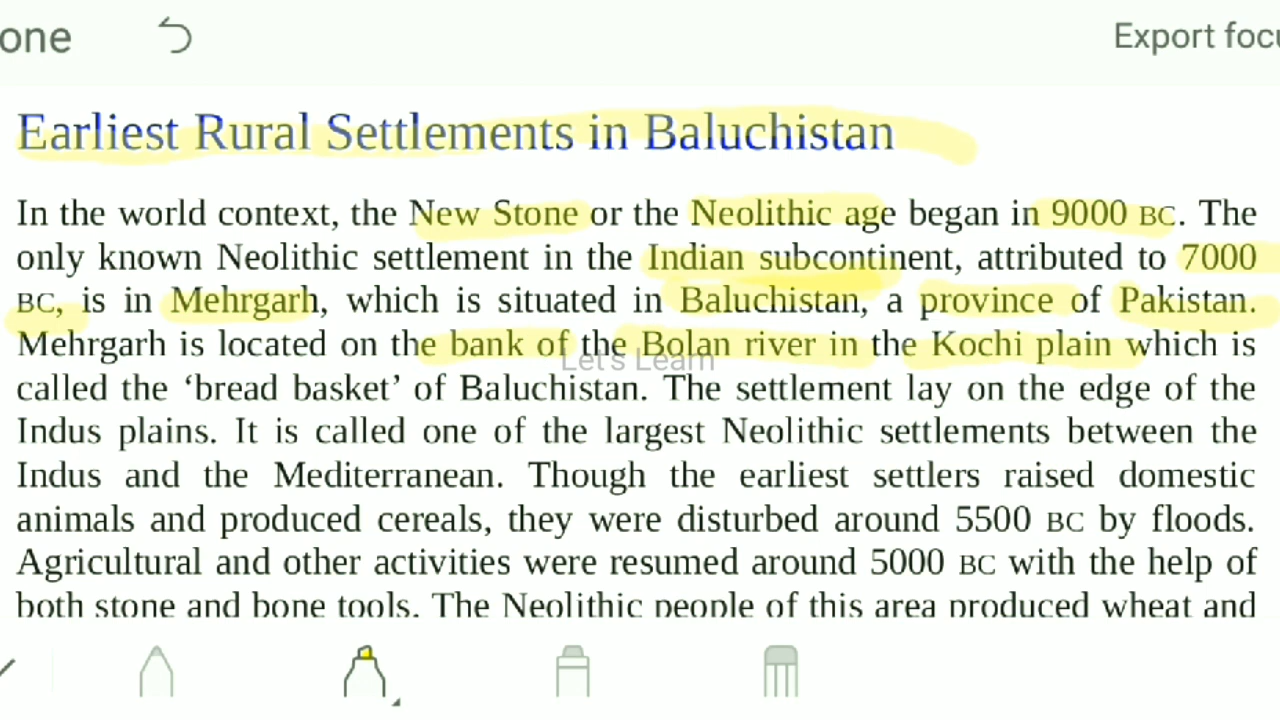 one
Export focu
Earliest Rural Settlements in Baluchistan
In the world context, the New Stone or the Neolithic age began in 9000 BC. The
only known Neolithic settlement in the Indian subcontinent, attributed to 7000
BC, is in Mehrgarh, which is situated in Baluchistan, a province of Pakistan.
Mehrgarh is located on the bank of the Bolan river in the Kochi plain which is
Let's Learn
called the ‘bread basket’ of Baluchistan. The settlement lay on the edge of the
Indus plains. It is called one of the largest Neolithic settlements between the
Indus and the Mediterranean. Though the earliest settlers raised domestic
animals and produced cereals, they were disturbed around 5500 BC by floods.
Agricultural and other activities were resumed around 5000 BC with the help of
both stone and bone tools. The Neolithic people of this area produced wheat and